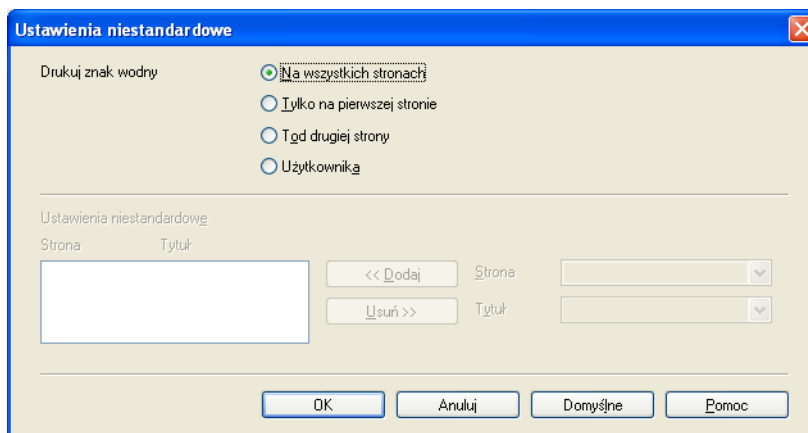 Ustawienia niestandardowe
Drukuj znak wodny
Na wszystkich stronach
Tylko na pierwszej stronie
Tod drugiej strony
Użytkownika
Ustawienia niestandardowe
Strona Tytuł
<< Dodaj Strona
Usuń >> Tytuł
OK Anuluj Domyślne Pomoc